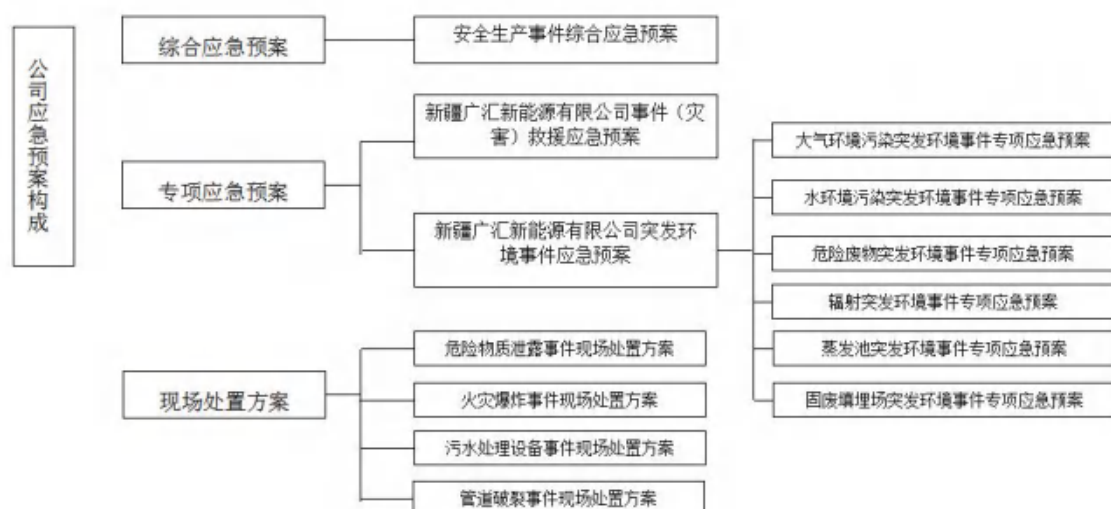 公司应急预案构成
综合应急预案
安全生产事件综合应急预案
专项应急预案
新疆广汇新能源有限公司事件（灾
害）救援应急预案
新疆广汇新能源有限公司突发环
境事件应急预案
大气环境污染突发环境事件专项应急预案
水环境污染突发环境事件专项应急预案
危险废物突发环境事件专项应急预案
辐射突发环境事件专项应急预案
蒸发池突发环境事件专项应急预案
固废填埋场突发环境事件专项应急预案
现场处置方案
危险物质泄露事件现场处置方案
火灾爆炸事件现场处置方案
污水处理设备事件现场处置方案
管道破裂事件现场处置方案